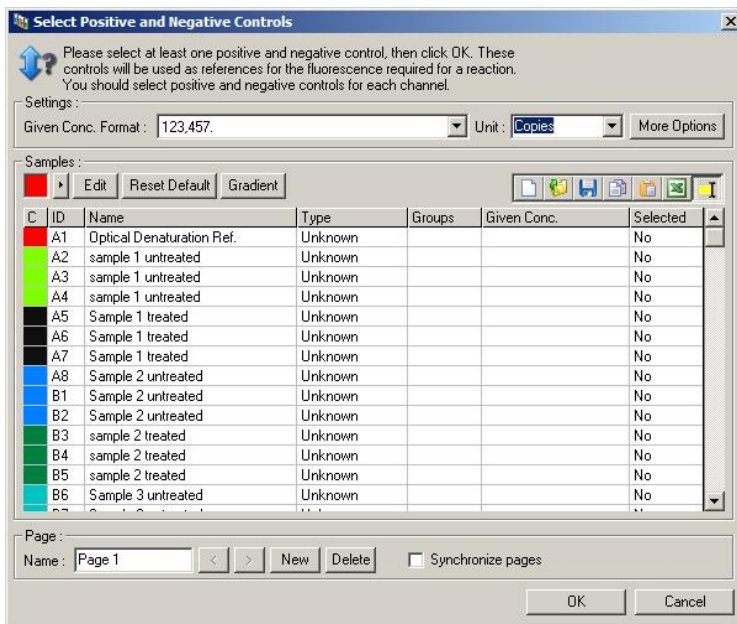 Select Positive and Negative Controls
Please select at least one positive and negative control, then click OK. These
controls will be used as references for the fluorescence required for a reaction.
You should select positive and negative controls for each channel.
Settings :
Given Conc. Format : 123,457. Unit : Copies More Options
Samples :
Edit Reset Default Gradient
C ID Name Type Groups Given Conc. Selected
A1 Optical Denaturation Ref. Unknown No
A2 sample 1 untreated Unknown No
A3 sample 1 untreated Unknown No
A4 sample 1 untreated Unknown No
A5 Sample 1 treated Unknown No
A6 Sample 1 treated Unknown No
A7 Sample 1 treated Unknown No
A8 Sample 2 untreated Unknown No
B1 Sample 2 untreated Unknown No
B2 Sample 2 untreated Unknown No
B3 sample 2 treated Unknown No
B4 sample 2 treated Unknown No
B5 sample 2 treated Unknown No
B6 Sample 3 untreated Unknown No
Page :
Name : Page 1 < > New Delete Synchronize pages
OK Cancel